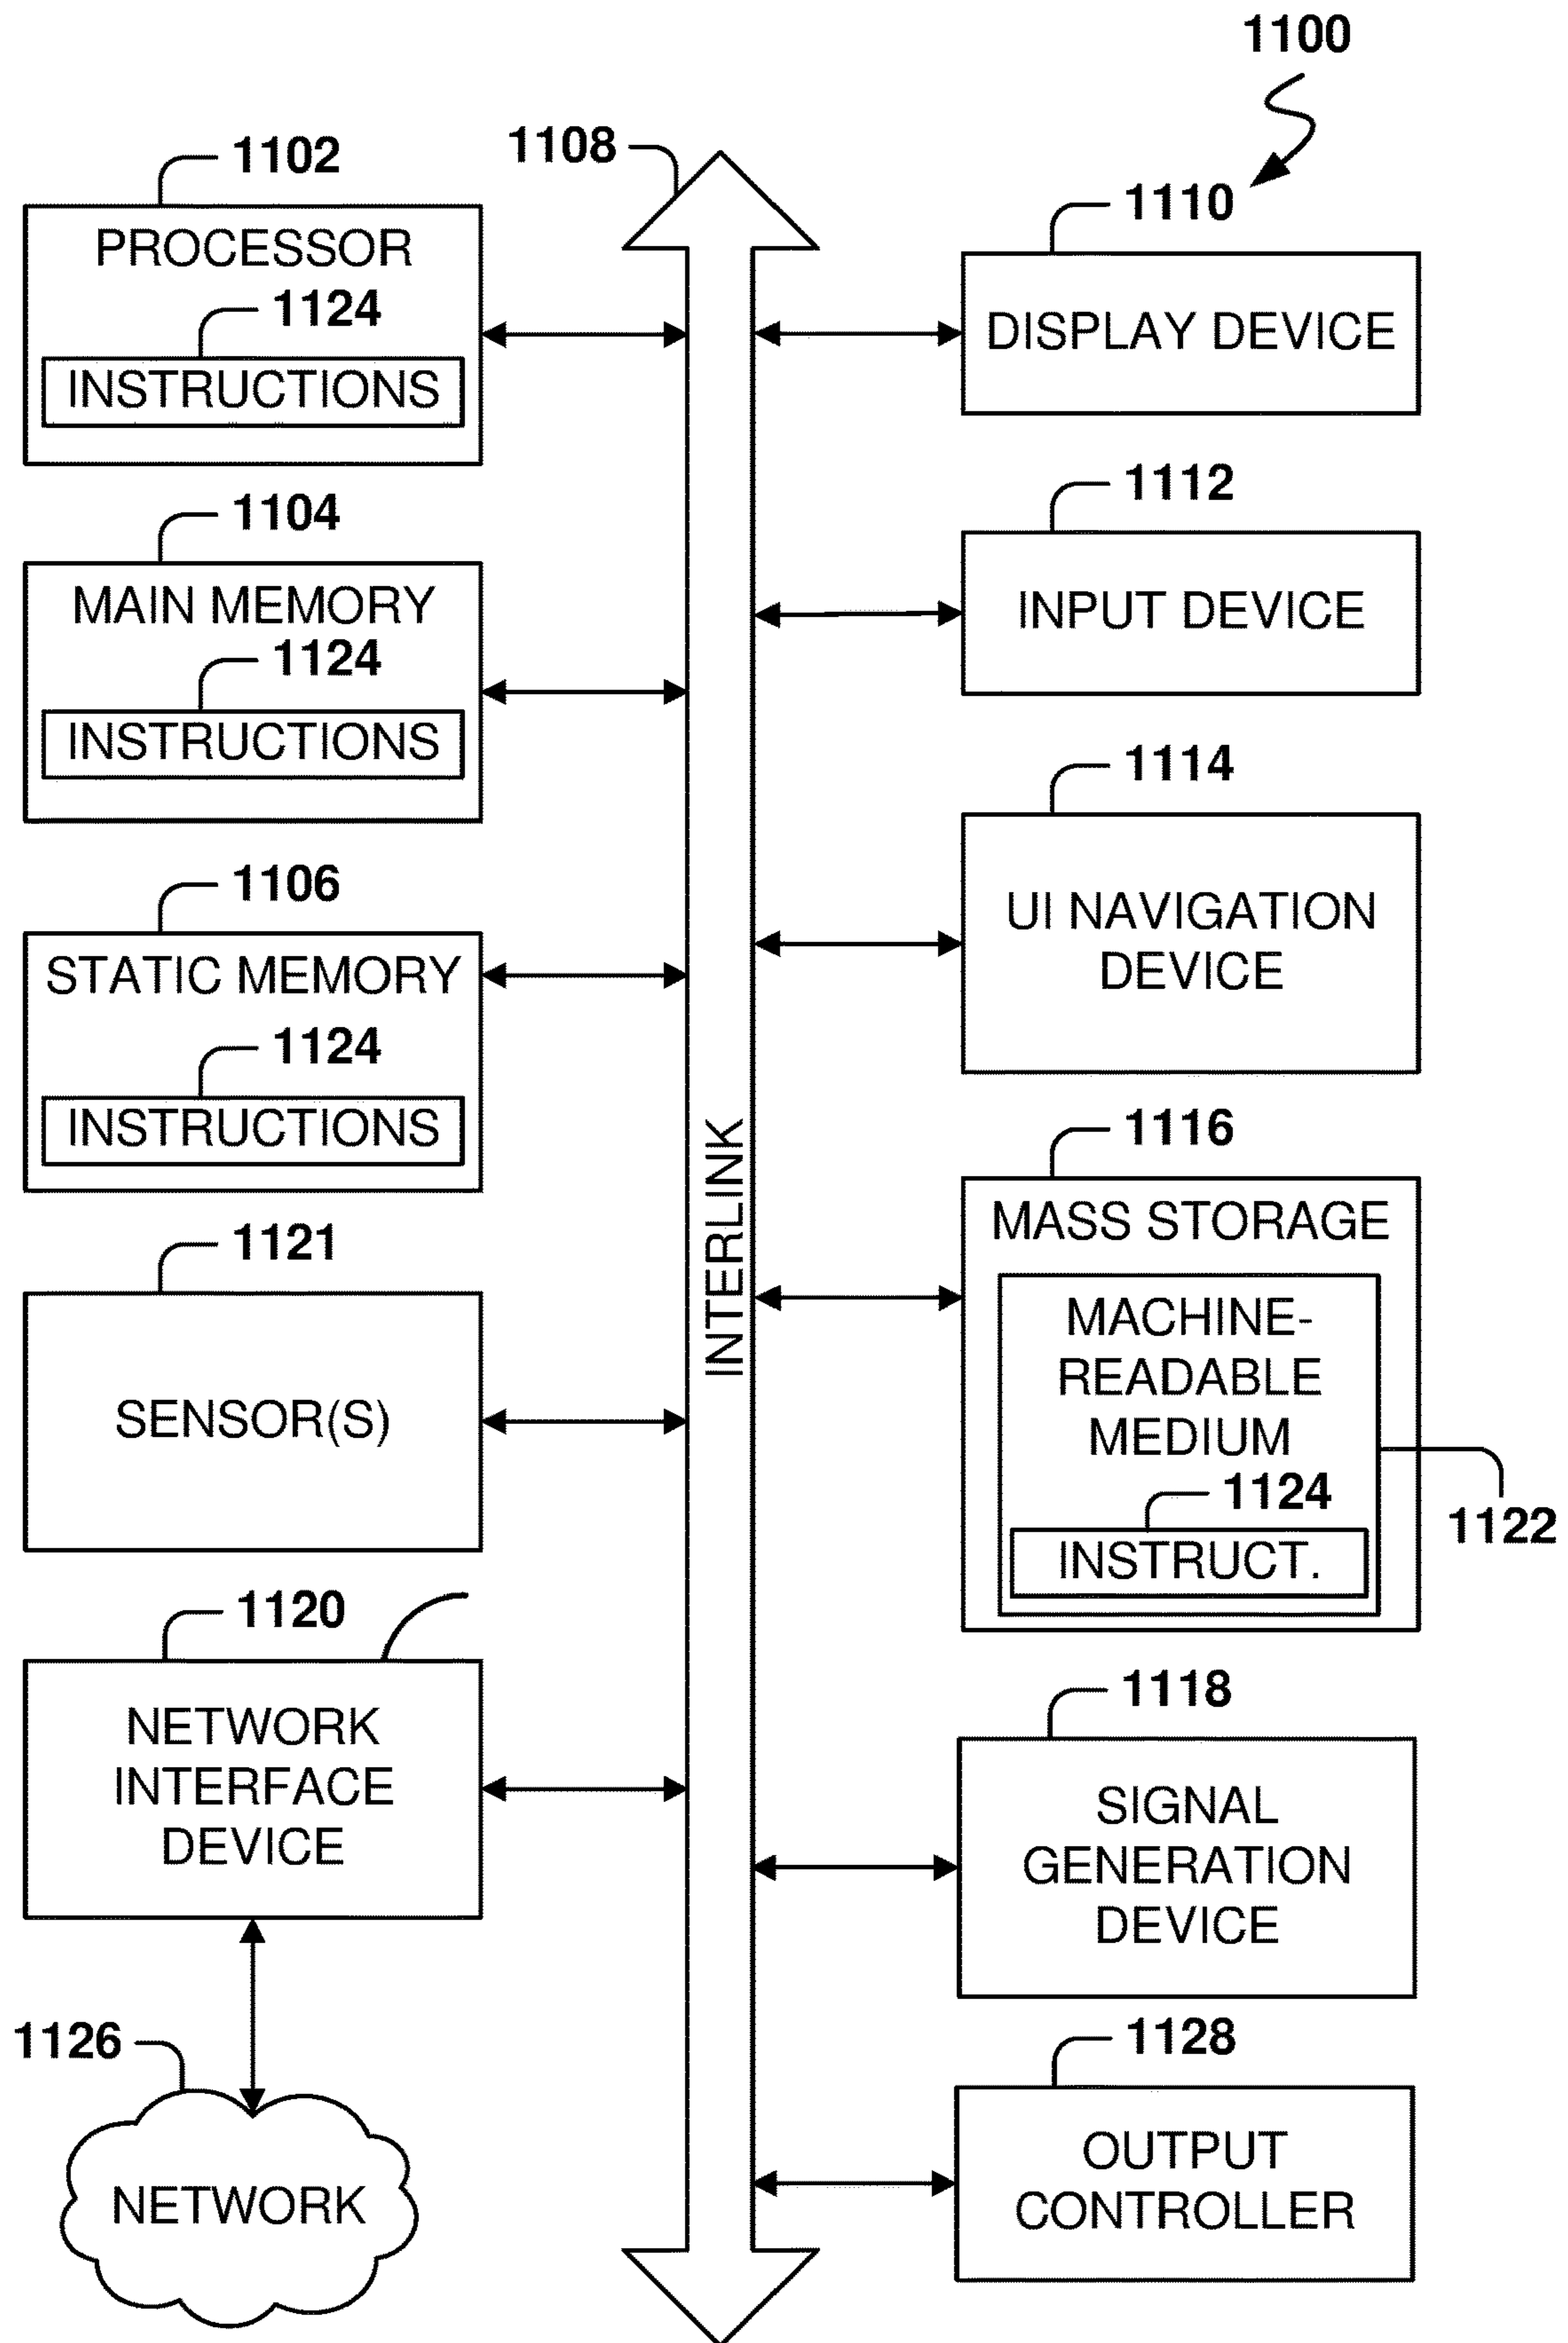 1100
1102
PROCESSOR
1124
INSTRUCTIONS
1104
MAIN MEMORY
1124
INSTRUCTIONS
1106
STATIC MEMORY
1124
INSTRUCTIONS
1121
SENSOR(S)
1120
NETWORK
INTERFACE
DEVICE
1126
NETWORK
1108
INTERLINK
1110
DISPLAY DEVICE
1112
INPUT DEVICE
1114
UI NAVIGATION
DEVICE
1116
MASS STORAGE
MACHINE-
READABLE
MEDIUM
1124
INSTRUCT.
1122
1118
SIGNAL
GENERATION
DEVICE
1128
OUTPUT
CONTROLLER